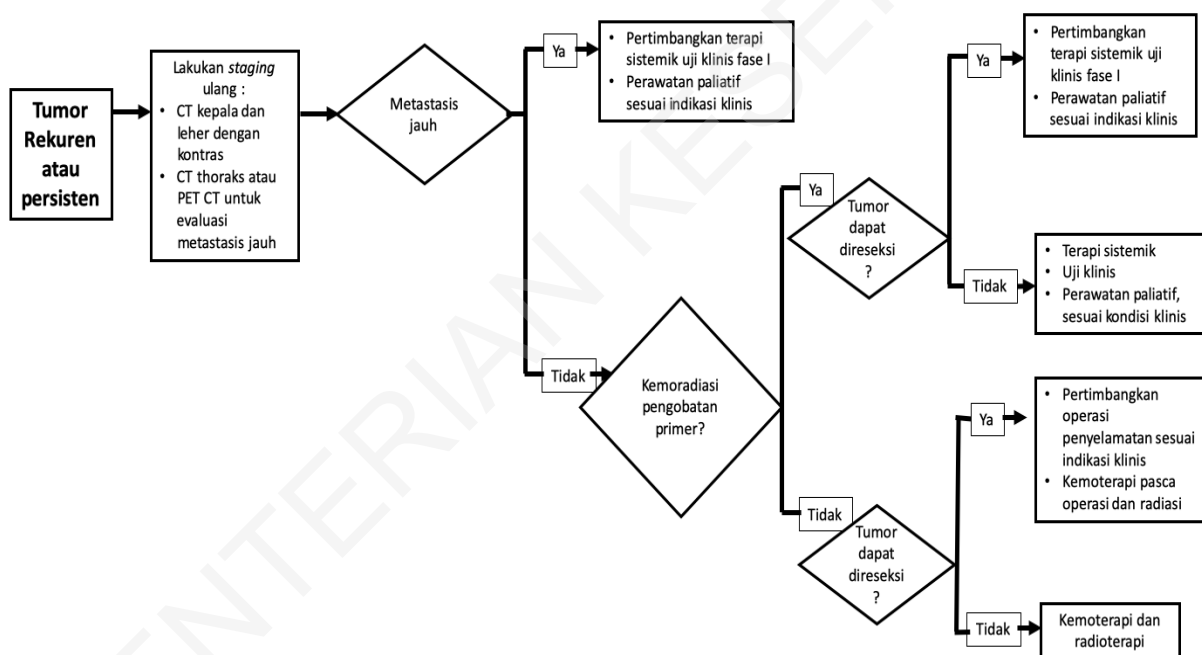 Tumor
Rekuren
atau
persisten
Lakukan staging
ulang :
• CT kepala dan
leher dengan
kontras
• CT thoraks atau
PET CT untuk
evaluasi
metastasis jauh
Metastasis
jauh
Ya
• Pertimbangkan terapi
sistemik uji klinis fase I
• Perawatan paliatif
sesuai indikasi klinis
Tidak
Kemoradiasi
pengobatan
primer?
Ya
Tumor
dapat
direseksi
?
Ya
• Pertimbangkan
terapi sistemik uji
klinis fase I
• Perawatan paliatif
sesuai indikasi klinis
Tidak
• Terapi sistemik
• Uji klinis
• Perawatan paliatif,
sesuai kondisi klinis
Tidak
Tumor
dapat
direseksi
?
Ya
• Pertimbangkan
operasi
penyelamatan sesuai
indikasi klinis
• Kemoterapi pasca
operasi dan radiasi
Tidak
Kemoterapi dan
radioterapi
ENTERIAN KESE